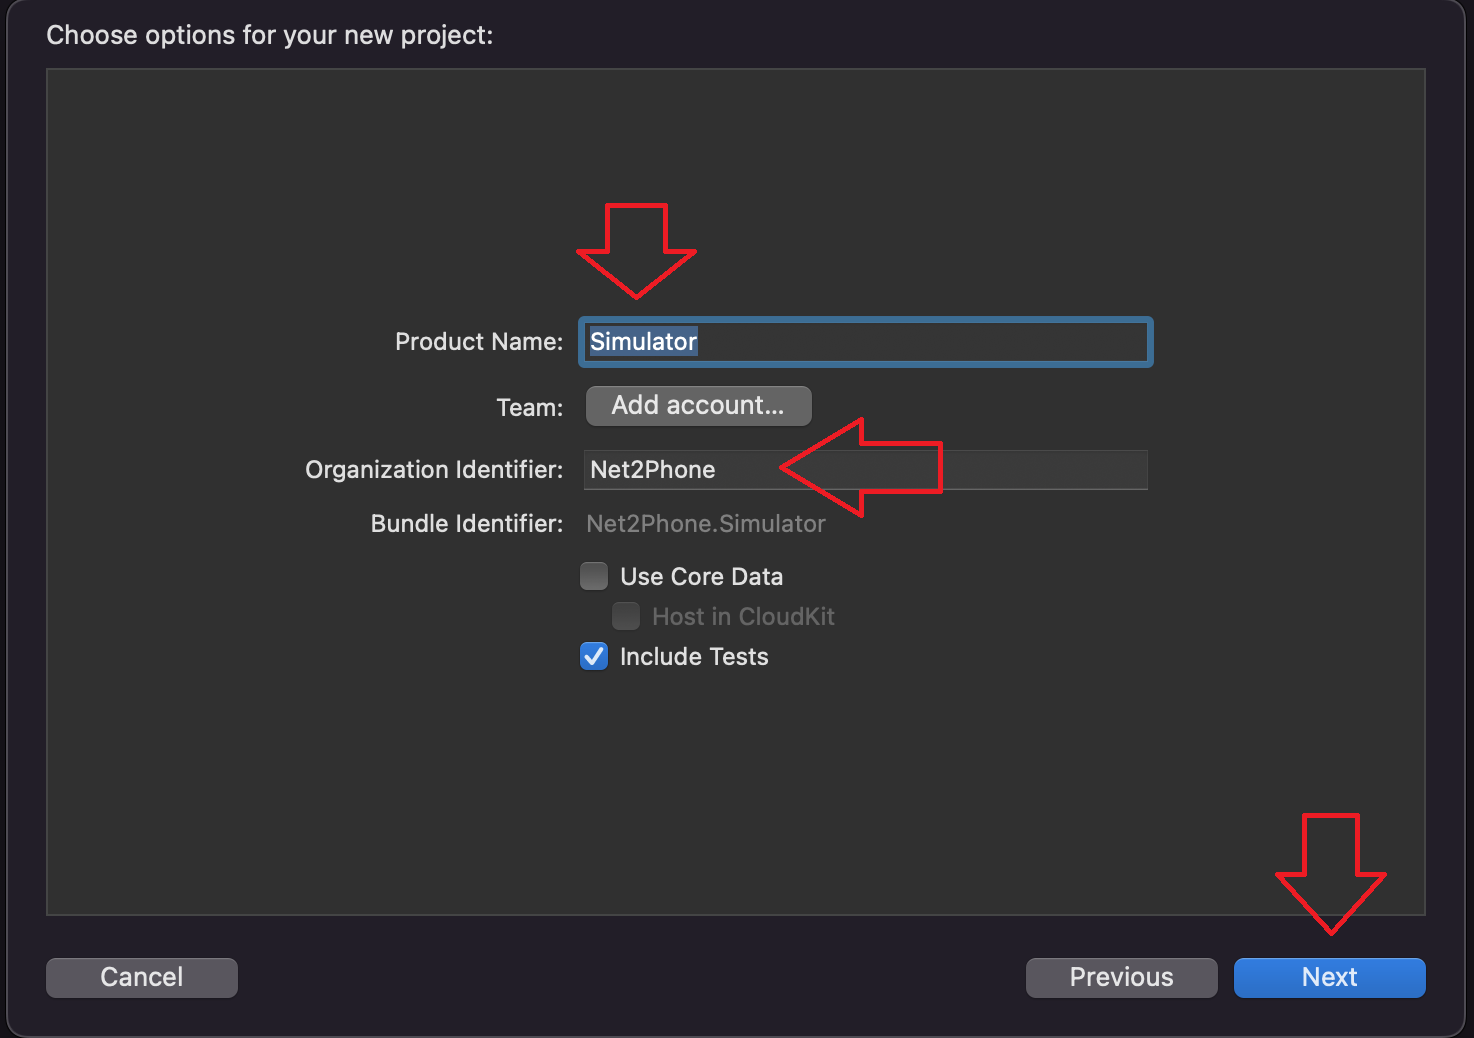 Choose options for your new project:
Product Name: Simulator
Team: Add account...
Organization Identifier: Net2Phone
Bundle Identifier: Net2Phone.Simulator
Use Core Data
Host in CloudKit
Include Tests
Cancel Previous Next